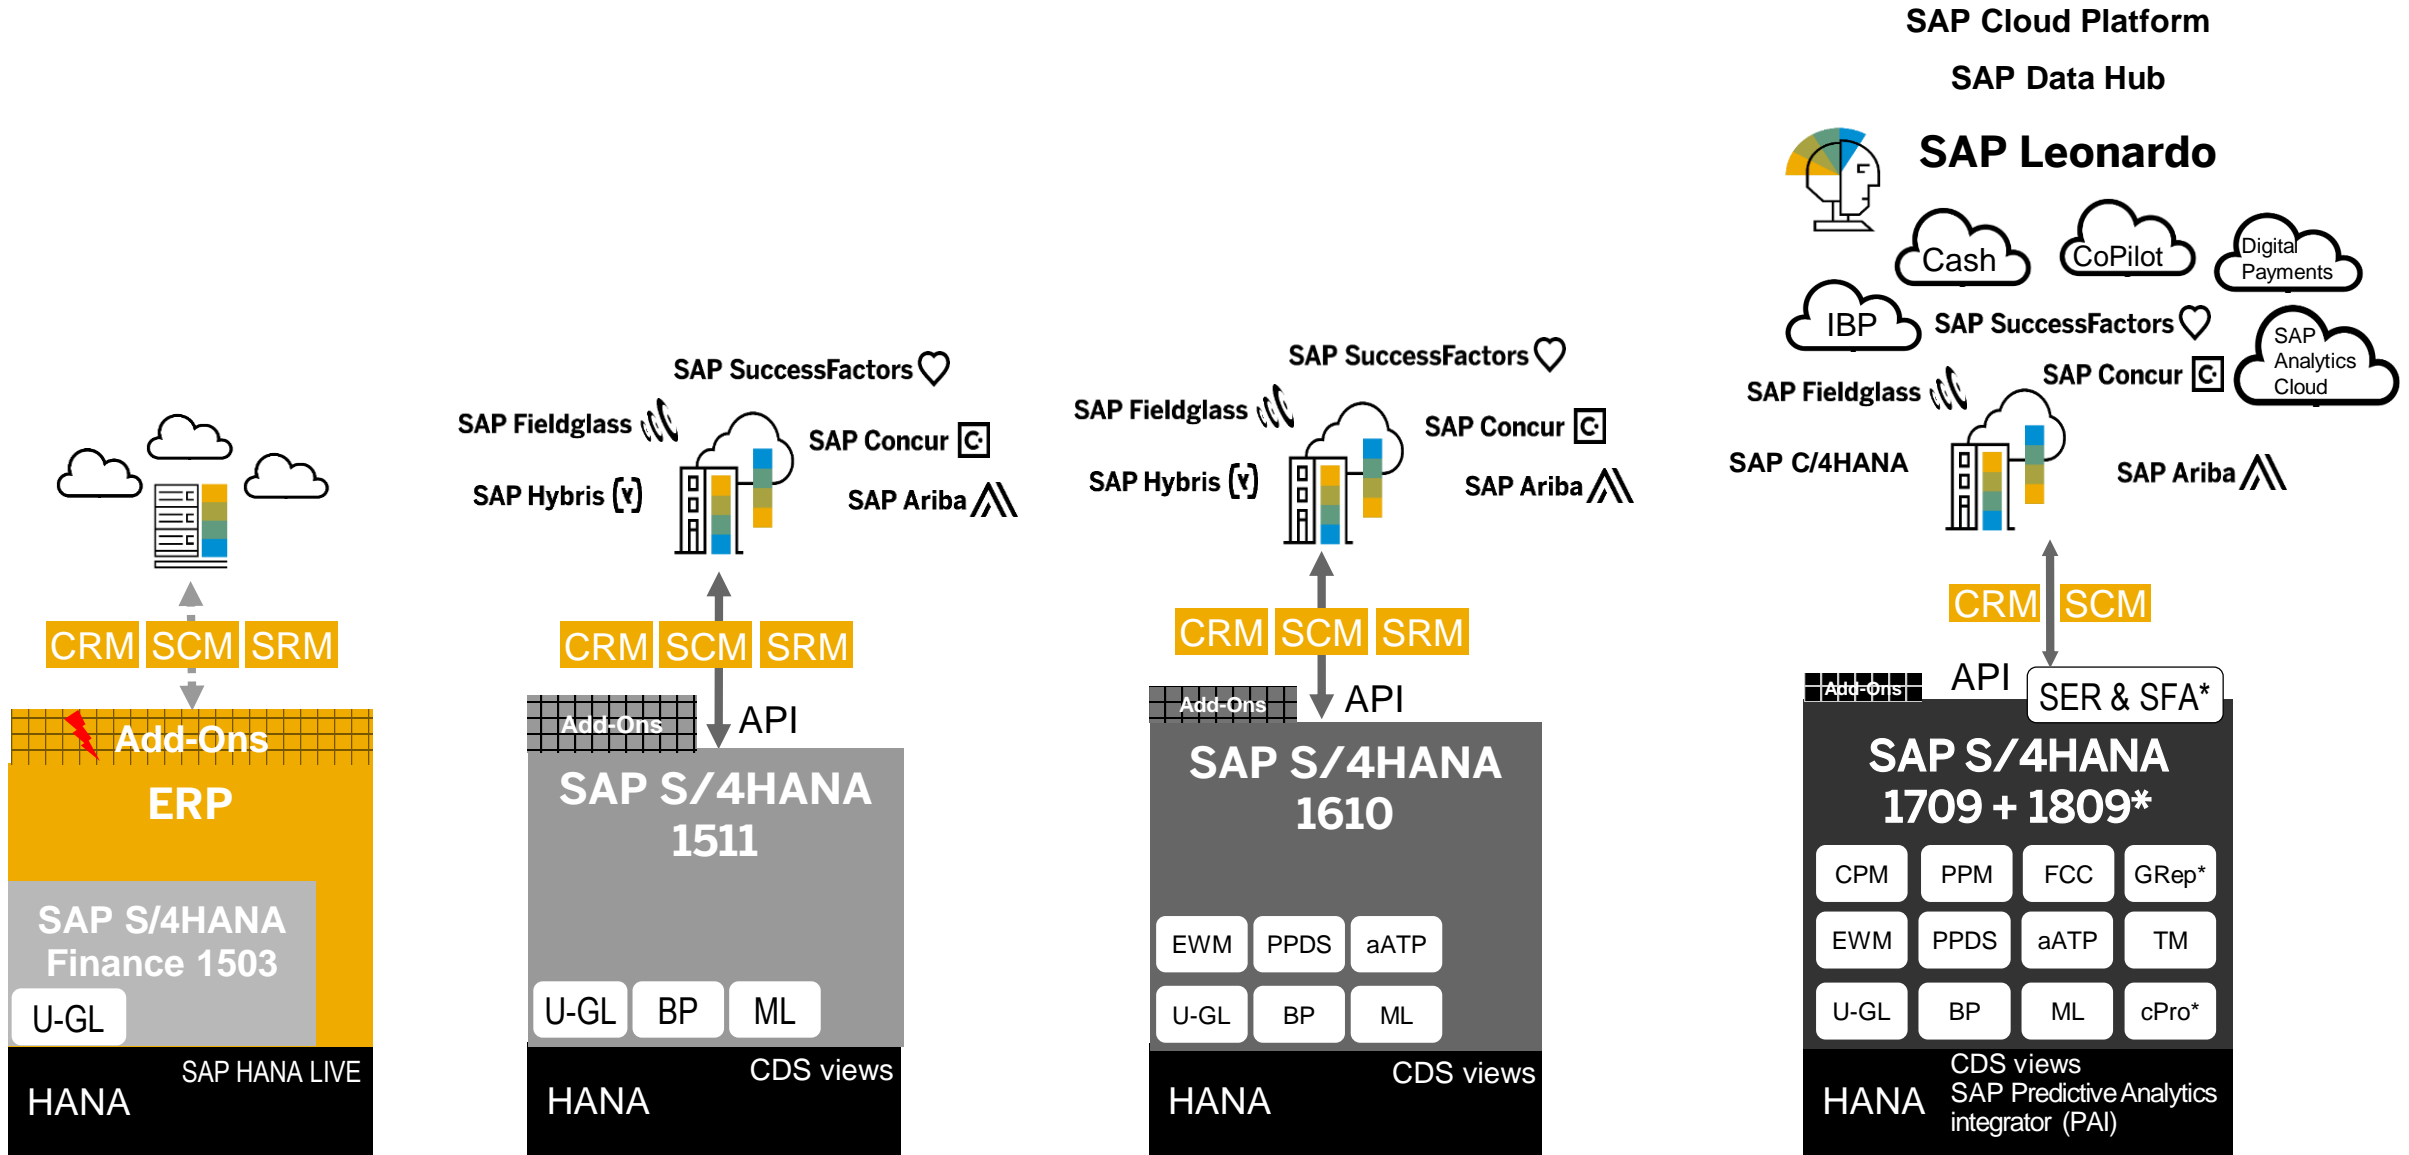 CRM SCM SRM
Add-Ons
ERP
SAP S/4HANA
Finance 1503
U-GL
SAP HANA LIVE
HANA
SAP SuccessFactors
SAP Fieldglass
SAP Concur C
SAP Hybris
SAP Ariba
CRM SCM SRM
Add-Ons
API
SAP S/4HANA
1511
U-GL BP ML
CDS views
HANA
SAP SuccessFactors
SAP Fieldglass
SAP Concur C
SAP Hybris
SAP Ariba
CRM SCM SRM
Add-Ons
API
SAP S/4HANA
1610
EWM PPDS aATP
U-GL BP ML
CDS views
HANA
SAP Cloud Platform
SAP Data Hub
SAP Leonardo
Cash
CoPilot
Digital
Payments
IBP
SAP SuccessFactors
SAP
Analytics
Cloud
SAP Concur C
SAP Fieldglass
SAP C/4HANA
SAP Ariba
CRM SCM
Add-Ons
API
SER & SFA*
SAP S/4HANA
1709 + 1809*
CPM PPM FCC GRep*
EWM PPDS aATP TM
U-GL BP ML cPro*
HANA
CDS views
SAP Predictive Analytics
integrator (PAI)